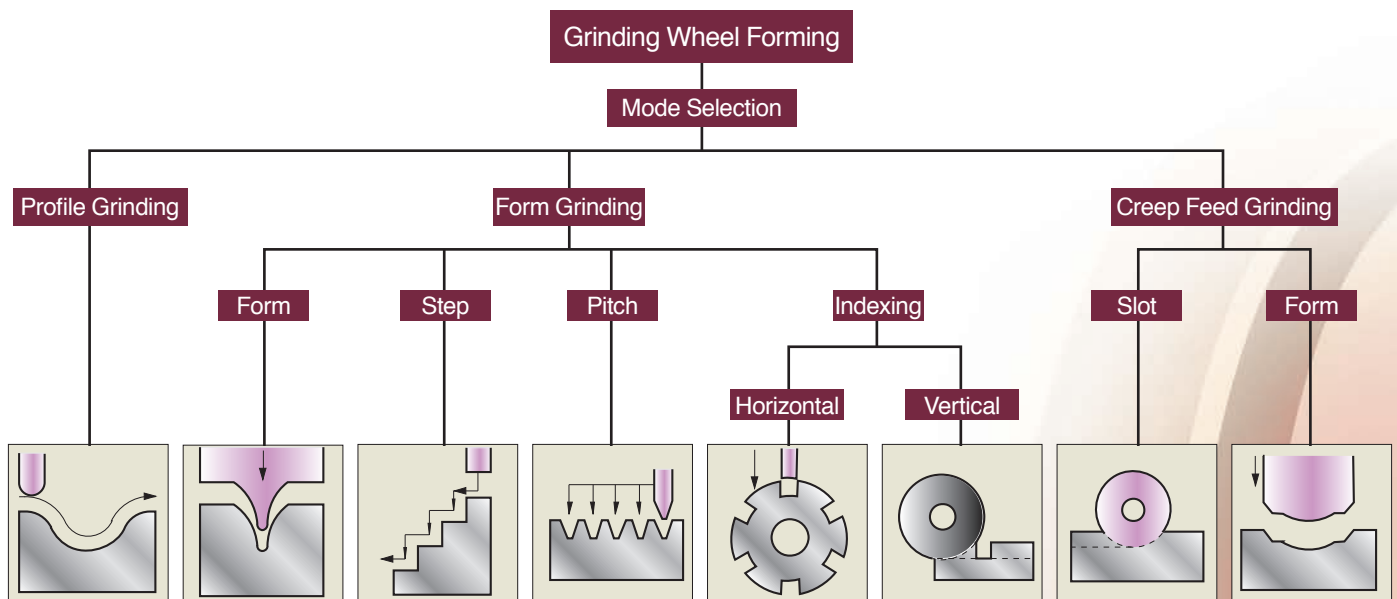 Grinding Wheel Forming
Mode Selection
Profile Grinding
Form Grinding
Creep Feed Grinding
Form
Step
Pitch
Indexing
Slot
Form
Horizontal
Vertical